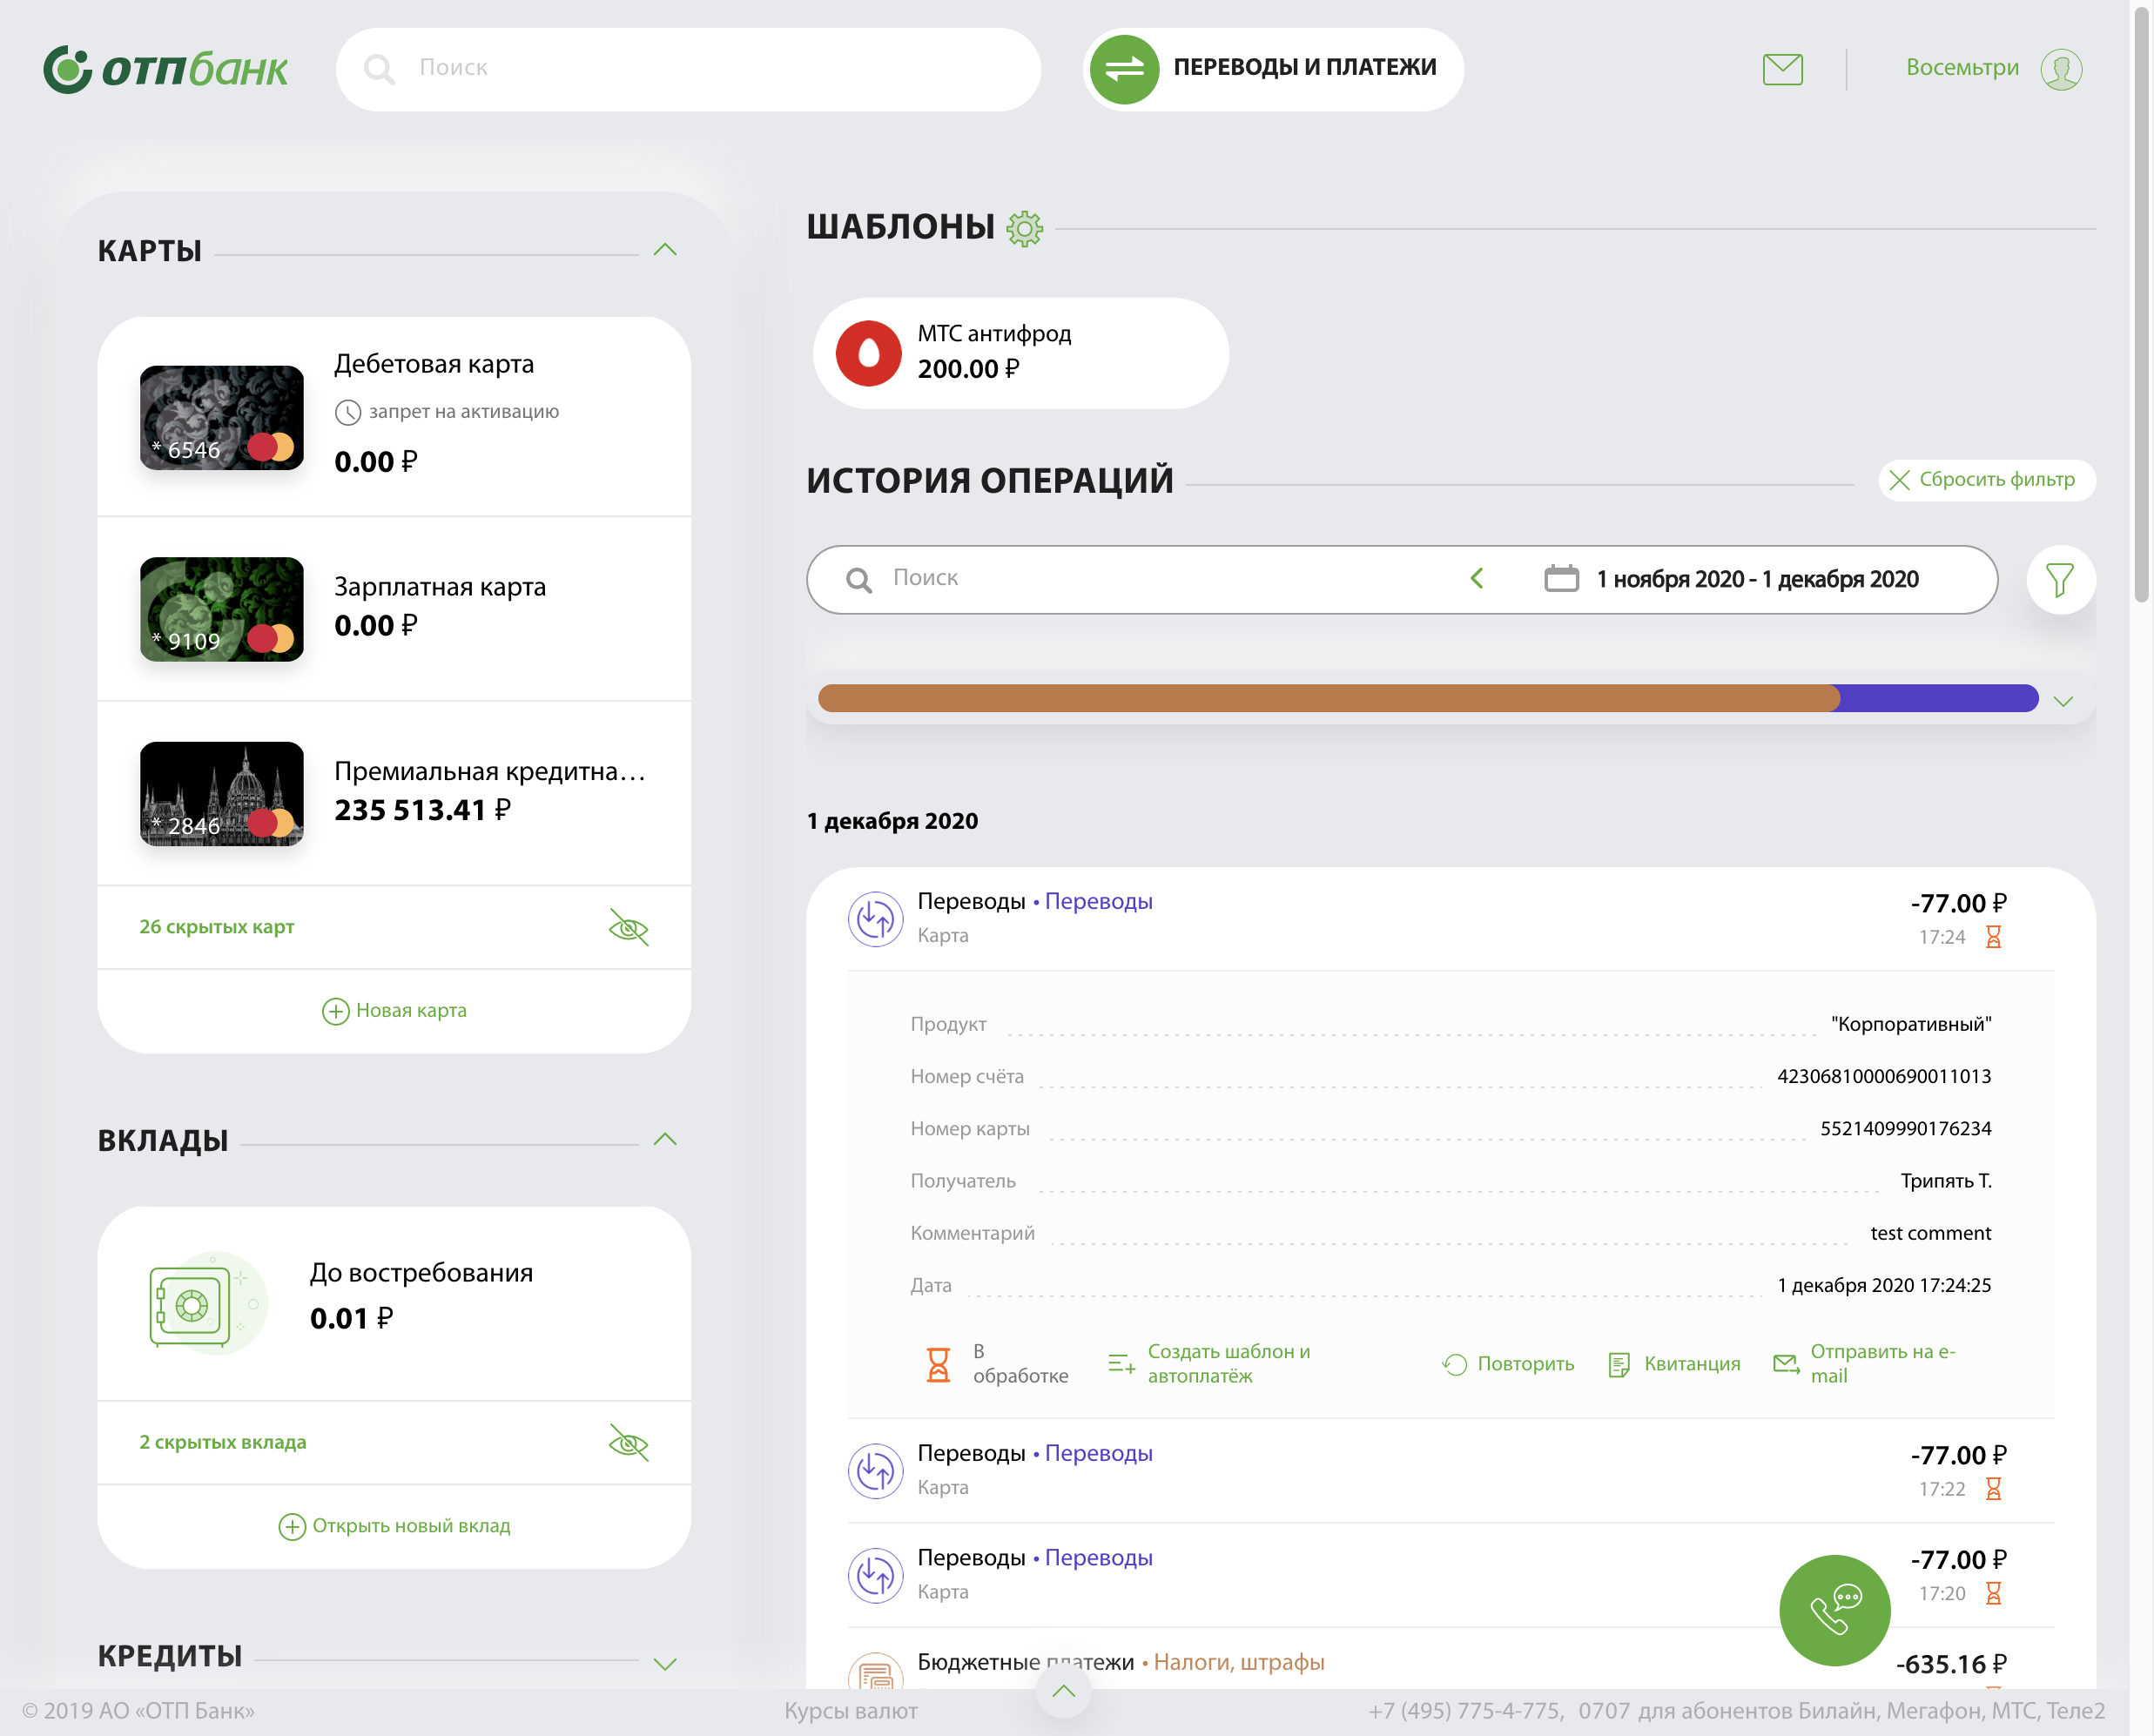 отпбанк
Поиск
ПЕРЕВОДЫ И ПЛАТЕЖИ
Восемьтри
КАРТЫ
Дебетовая карта
запрет на активацию
0.00 ₽
* 6546
Зарплатная карта
0.00 ₽
* 9109
Премиальная кредитна...
235 513.41 ₽
* 2846
26 скрытых карт
Новая карта
ВКЛАДЫ
До востребования
0.01 ₽
2 скрытых вклада
Открыть новый вклад
КРЕДИТЫ
ШАБЛОНЫ
МТС антифрод
200.00 ₽
ИСТОРИЯ ОПЕРАЦИЙ
Сбросить фильтр
Поиск
1 ноября 2020 - 1 декабря 2020
1 декабря 2020
Переводы • Переводы
-77.00 ₽
Карта
17:24
Продукт "Корпоративный"
Номер счёта 42306810000690011013
Номер карты 5521409990176234
Получатель Трипять Т.
Комментарий test comment
Дата 1 декабря 2020 17:24:25
В
обработке
Создать шаблон и
автоплатёж
Повторить
Квитанция
Отправить на e-
mail
Переводы • Переводы
-77.00 ₽
Карта
17:22
Переводы • Переводы
-77.00 ₽
Карта
17:20
Бюджетные платежи • Налоги, штрафы
-635.16 ₽
© 2019 АО «ОТП Банк»
Курсы валют
+7 (495) 775-4-775, 0707 для абонентов Билайн, Мегафон, МТС, Теле2